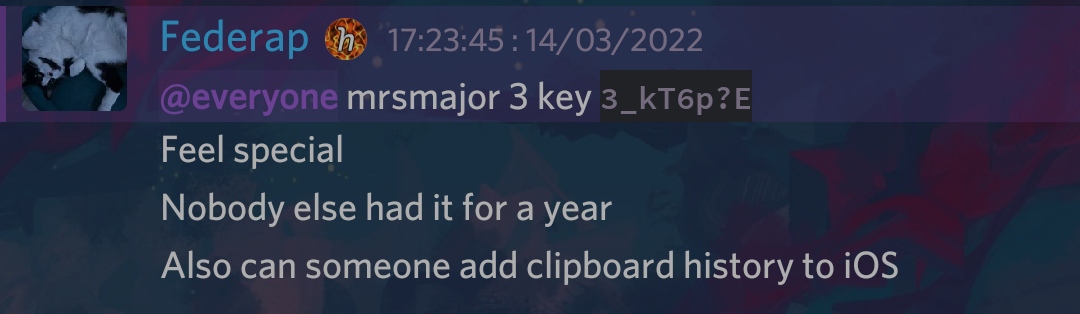 Federap h 17:23:45 : 14/03/2022
@everyone mrsmajor 3 key 3_kT6p?E
Feel special
Nobody else had it for a year
Also can someone add clipboard history to iOS